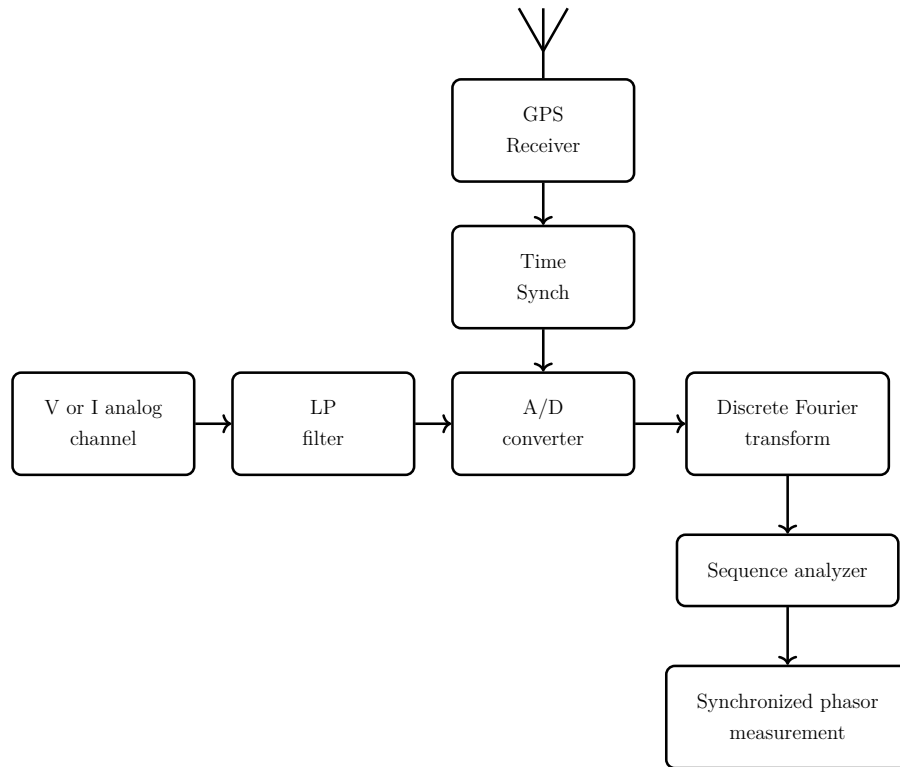 GPS
Receiver
Time
Synch
V or I analog
channel
LP
filter
A/D
converter
Discrete Fourier
transform
Sequence analyzer
Synchronized phasor
measurement